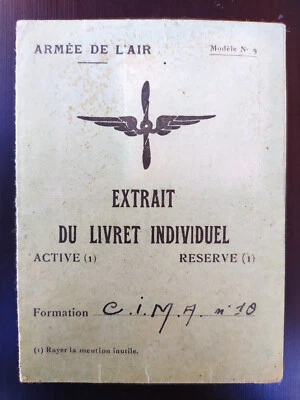 ARMÉE DE L'AIR
Modèle N° 9
EXTRAIT
DU LIVRET INDIVIDUEL
ACTIVE (1) RESERVE (1)
Formation C.I.M.A. n° 10
(1) Rayer la mention inutile.